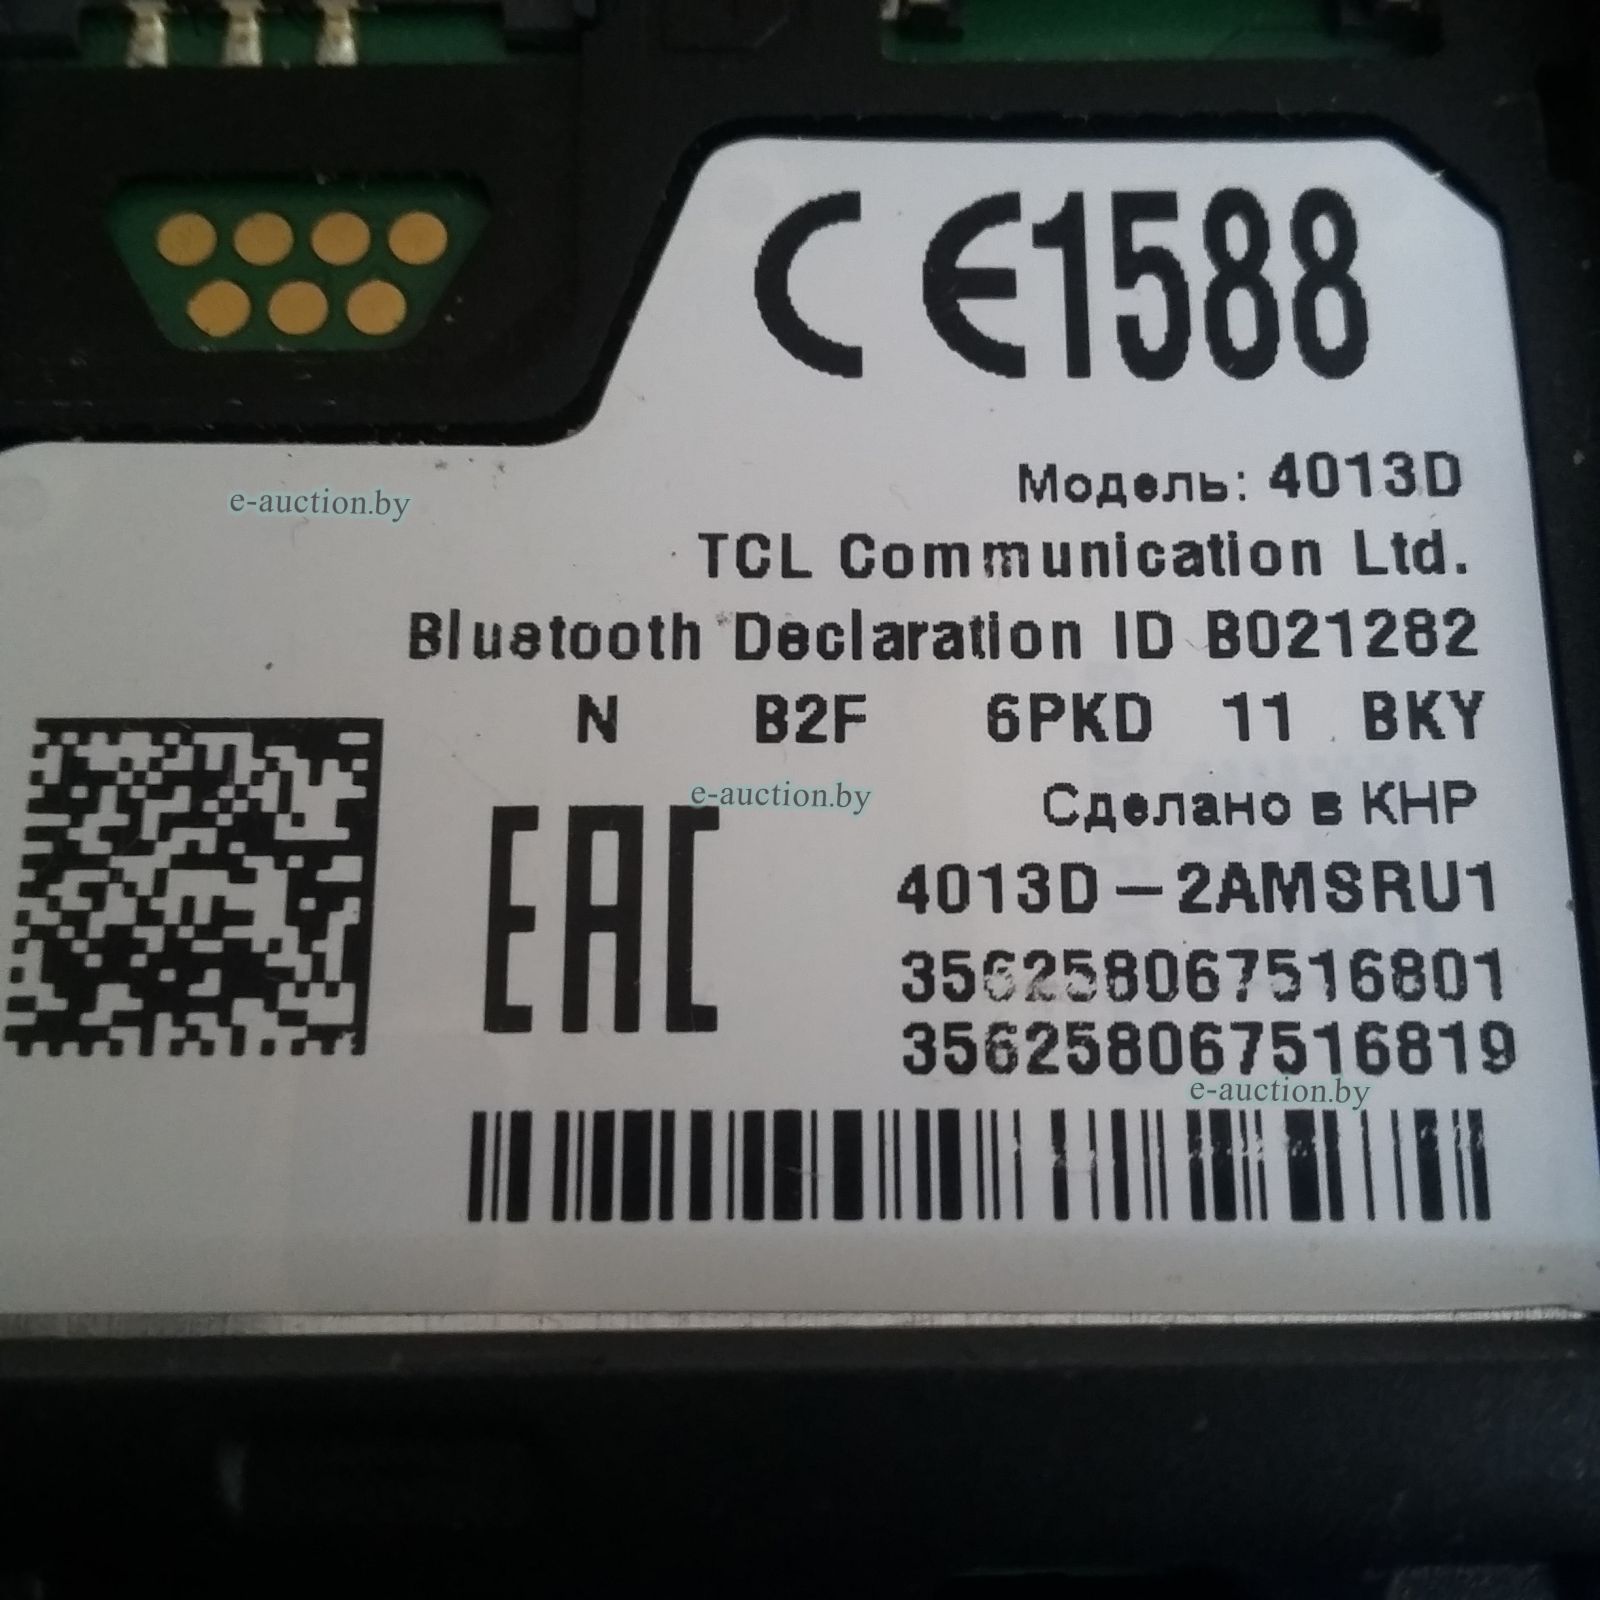 CE1588
Модель: 4013D
e-auction.by
TCL Communication Ltd.
Bluetooth Declaration ID B021282
N B2F 6PKD 11 BKY
e-auction.by
Сделано в КНР
EAC
4013D-2AMSRU1
356258067516801
356258067516819
e-auction.by